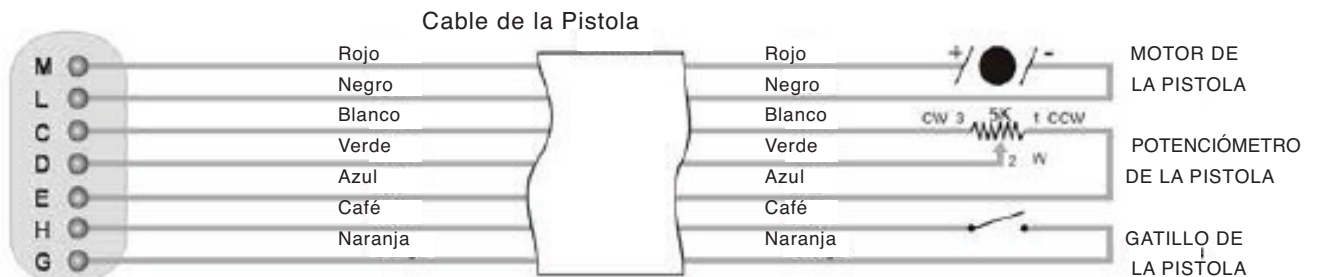 Cable de la Pistola
M Rojo Rojo + - MOTOR DE
L Negro Negro LA PISTOLA
C Blanco Blanco CW 3 5K 1 CCW
D Verde Verde 2 W POTENCIÓMETRO
E Azul Azul DE LA PISTOLA
H Café Café
G Naranja Naranja GATILLO DE
LA PISTOLA